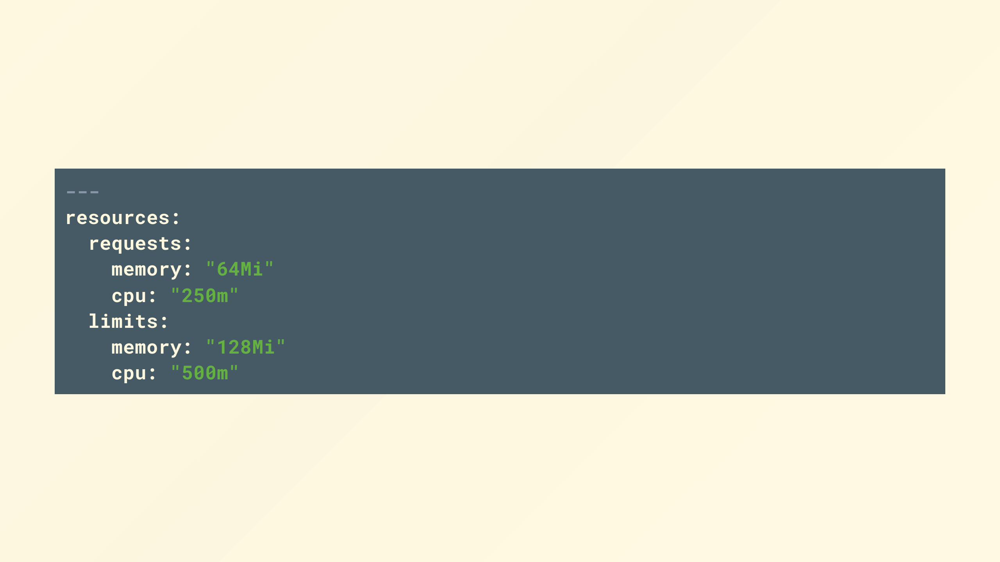 ---
resources:
  requests:
    memory: "64Mi"
    cpu: "250m"
  limits:
    memory: "128Mi"
    cpu: "500m"